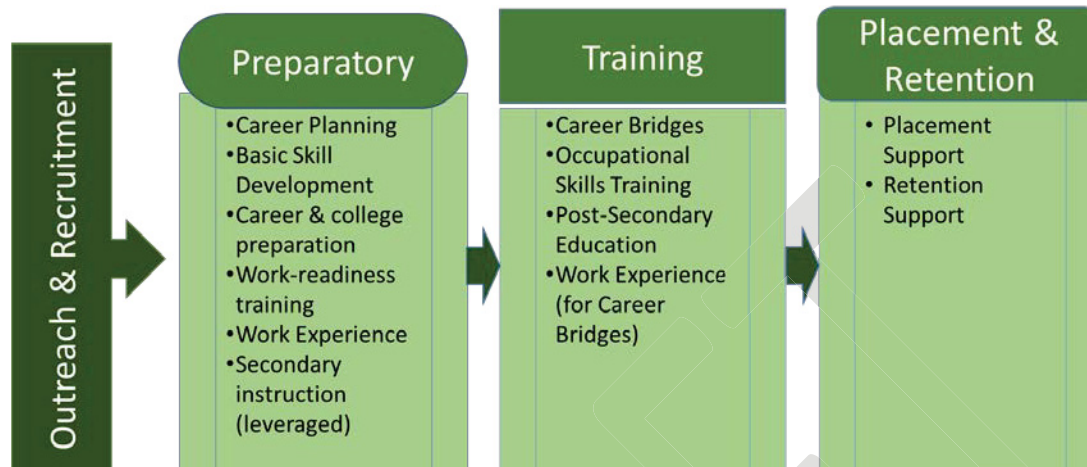 Outreach & Recruitment
Preparatory
•Career Planning
•Basic Skill
Development
•Career & college
preparation
•Work-readiness
training
•Work Experience
•Secondary
instruction
(leveraged)
Training
•Career Bridges
•Occupational
Skills Training
•Post-Secondary
Education
•Work Experience
(for Career
Bridges)
Placement &
Retention
• Placement
Support
• Retention
Support